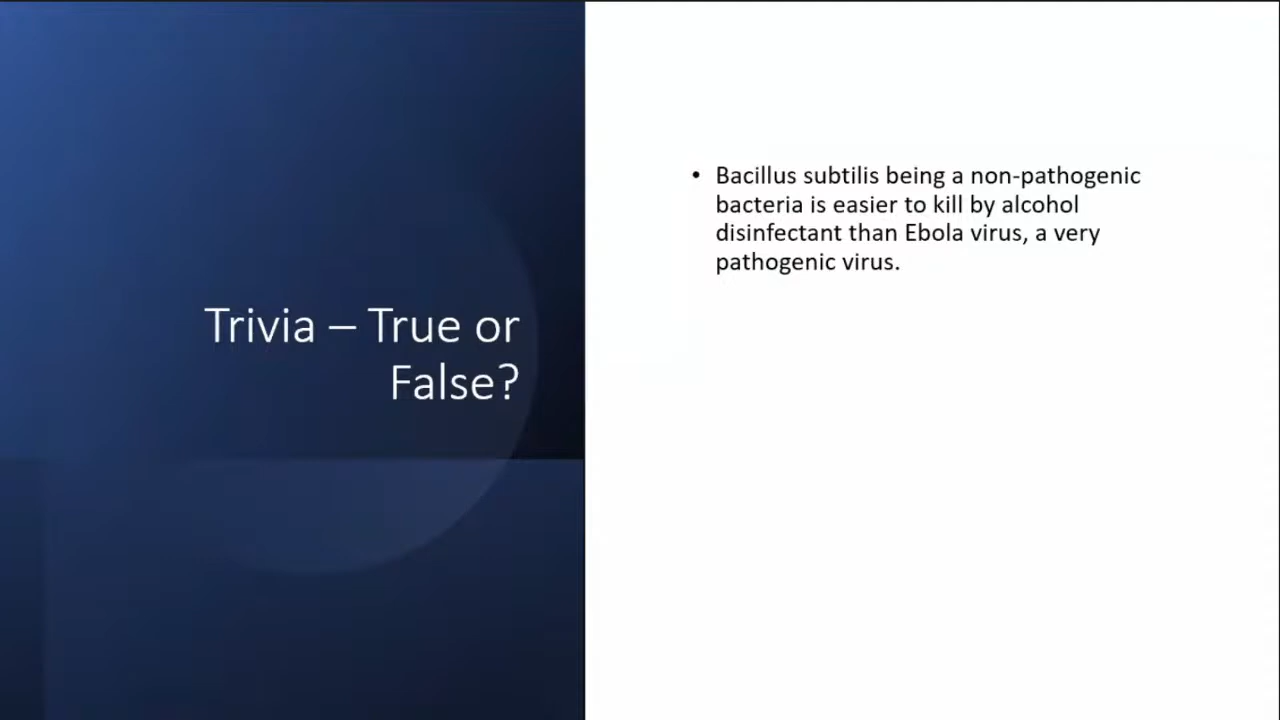 Trivia – True or
False?
• Bacillus subtilis being a non-pathogenic
bacteria is easier to kill by alcohol
disinfectant than Ebola virus, a very
pathogenic virus.